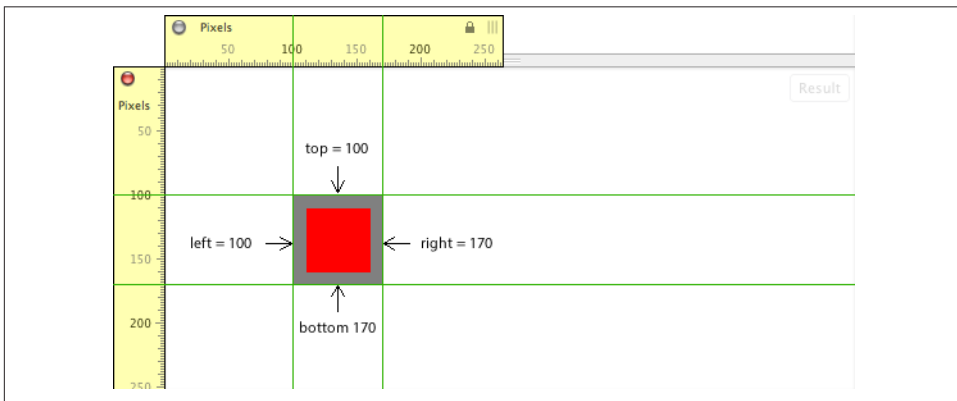 Pixels
50 100 150 200 250
Pixels
Result
50
top = 100
100
left = 100
right = 170
150
bottom 170
200
250